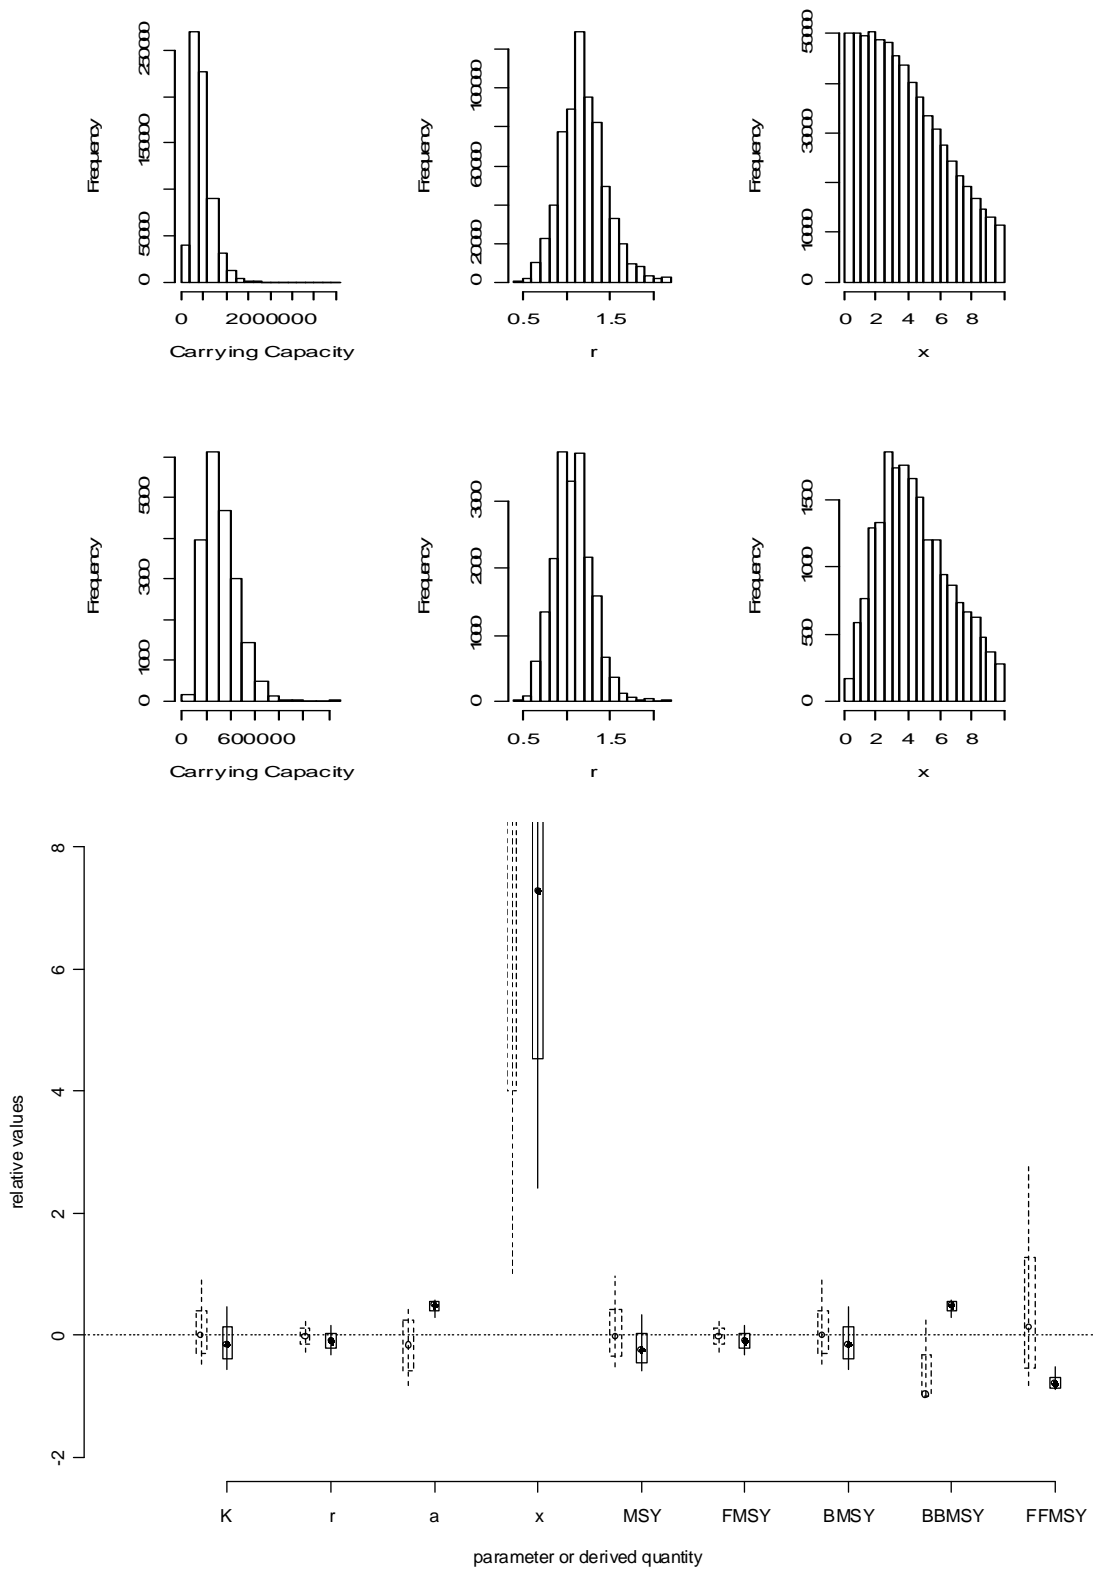 Frequency
0 50000 150000 250000
0 2000000
Carrying Capacity
Frequency
0 20000 60000 100000
0.5 1.5
r
Frequency
0 10000 30000 50000
0 2 4 6 8
x
Frequency
0 1000 3000 5000
0 600000
Carrying Capacity
Frequency
0 1000 2000 3000
0.5 1.5
r
Frequency
0 500 1000 1500
0 2 4 6 8
x
relative values
-2 0 2 4 6 8
K r a x MSY FMSY BMSY BBMSY FFMSY
parameter or derived quantity